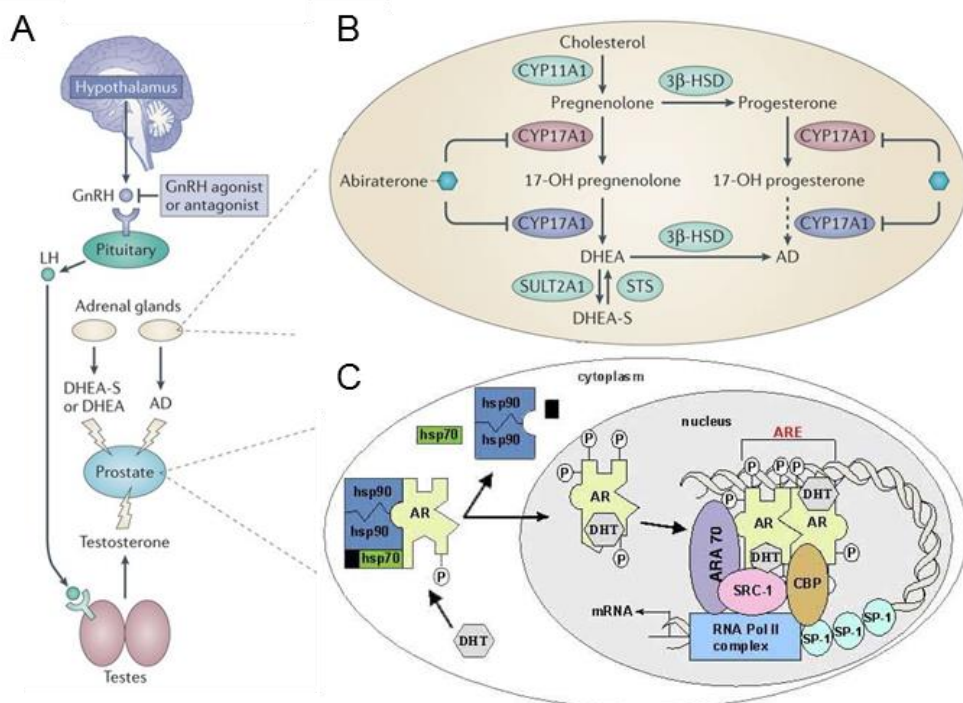 A
Hypothalamus
GnRH
GnRH agonist
or antagonist
Pituitary
LH
Adrenal glands
DHEA-S
or DHEA
AD
Prostate
Testosterone
Testes
B
Cholesterol
CYP11A1
3β-HSD
Pregnenolone
Progesterone
CYP17A1
CYP17A1
Abiraterone
17-OH pregnenolone
17-OH progesterone
CYP17A1
CYP17A1
3β-HSD
DHEA
AD
SULT2A1
STS
DHEA-S
C
cytoplasm
hsp90
hsp90
hsp70
nucleus
ARE
P
P
P
P
P
P
hsp90
hsp90
hsp70
AR
P
AR
DHT
P
P
DHT
AR
AR
P
ARA 70
DHT
SRC-1
CBP
mRNA
RNA Pol II
complex
SP-1
SP-1
SP-1
DHT